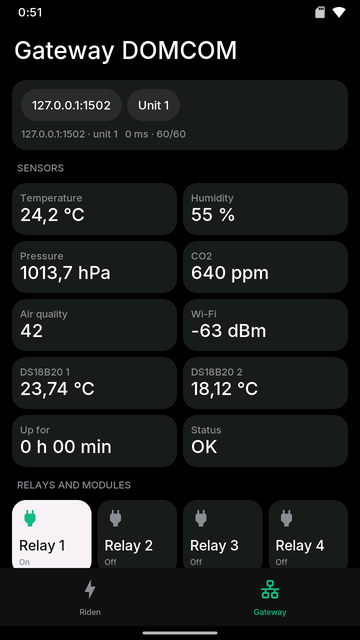 0:51
Gateway DOMCOM
127.0.0.1:1502 Unit 1
127.0.0.1:1502 · unit 1 0 ms · 60/60
SENSORS
Temperature
24,2 °C
Humidity
55 %
Pressure
1013,7 hPa
CO2
640 ppm
Air quality
42
Wi-Fi
-63 dBm
DS18B20 1
23,74 °C
DS18B20 2
18,12 °C
Up for
0 h 00 min
Status
OK
RELAYS AND MODULES
Relay 1
On
Relay 2
Off
Relay 3
Off
Relay 4
Off
Riden
Gateway